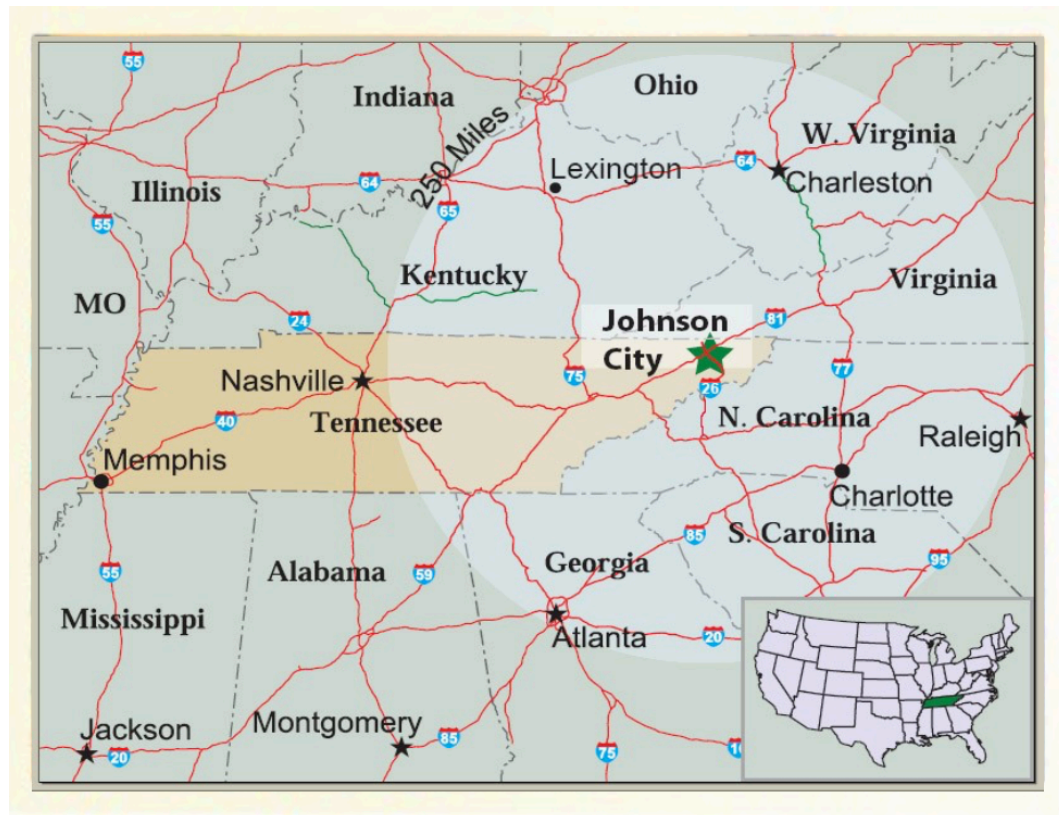 55
Indiana
Ohio
250 Miles
W. Virginia
64
Lexington
Charleston
Illinois
64
65
55
Kentucky
Virginia
MO
24
Johnson
City
81
75
26
77
Nashville
40
Tennessee
N. Carolina
Raleigh
Memphis
Charlotte
85
S. Carolina
95
55
Alabama
59
Georgia
Mississippi
Atlanta
20
Jackson
20
Montgomery
85
75